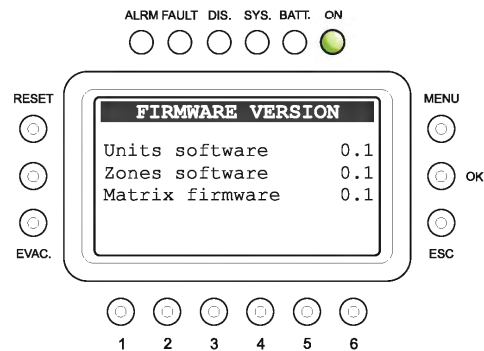 ALRM FAULT DIS. SYS. BATT. ON
RESET
MENU
FIRMWARE VERSION
Units software 0.1
Zones software 0.1
Matrix firmware 0.1
OK
EVAC.
ESC
1 2 3 4 5 6